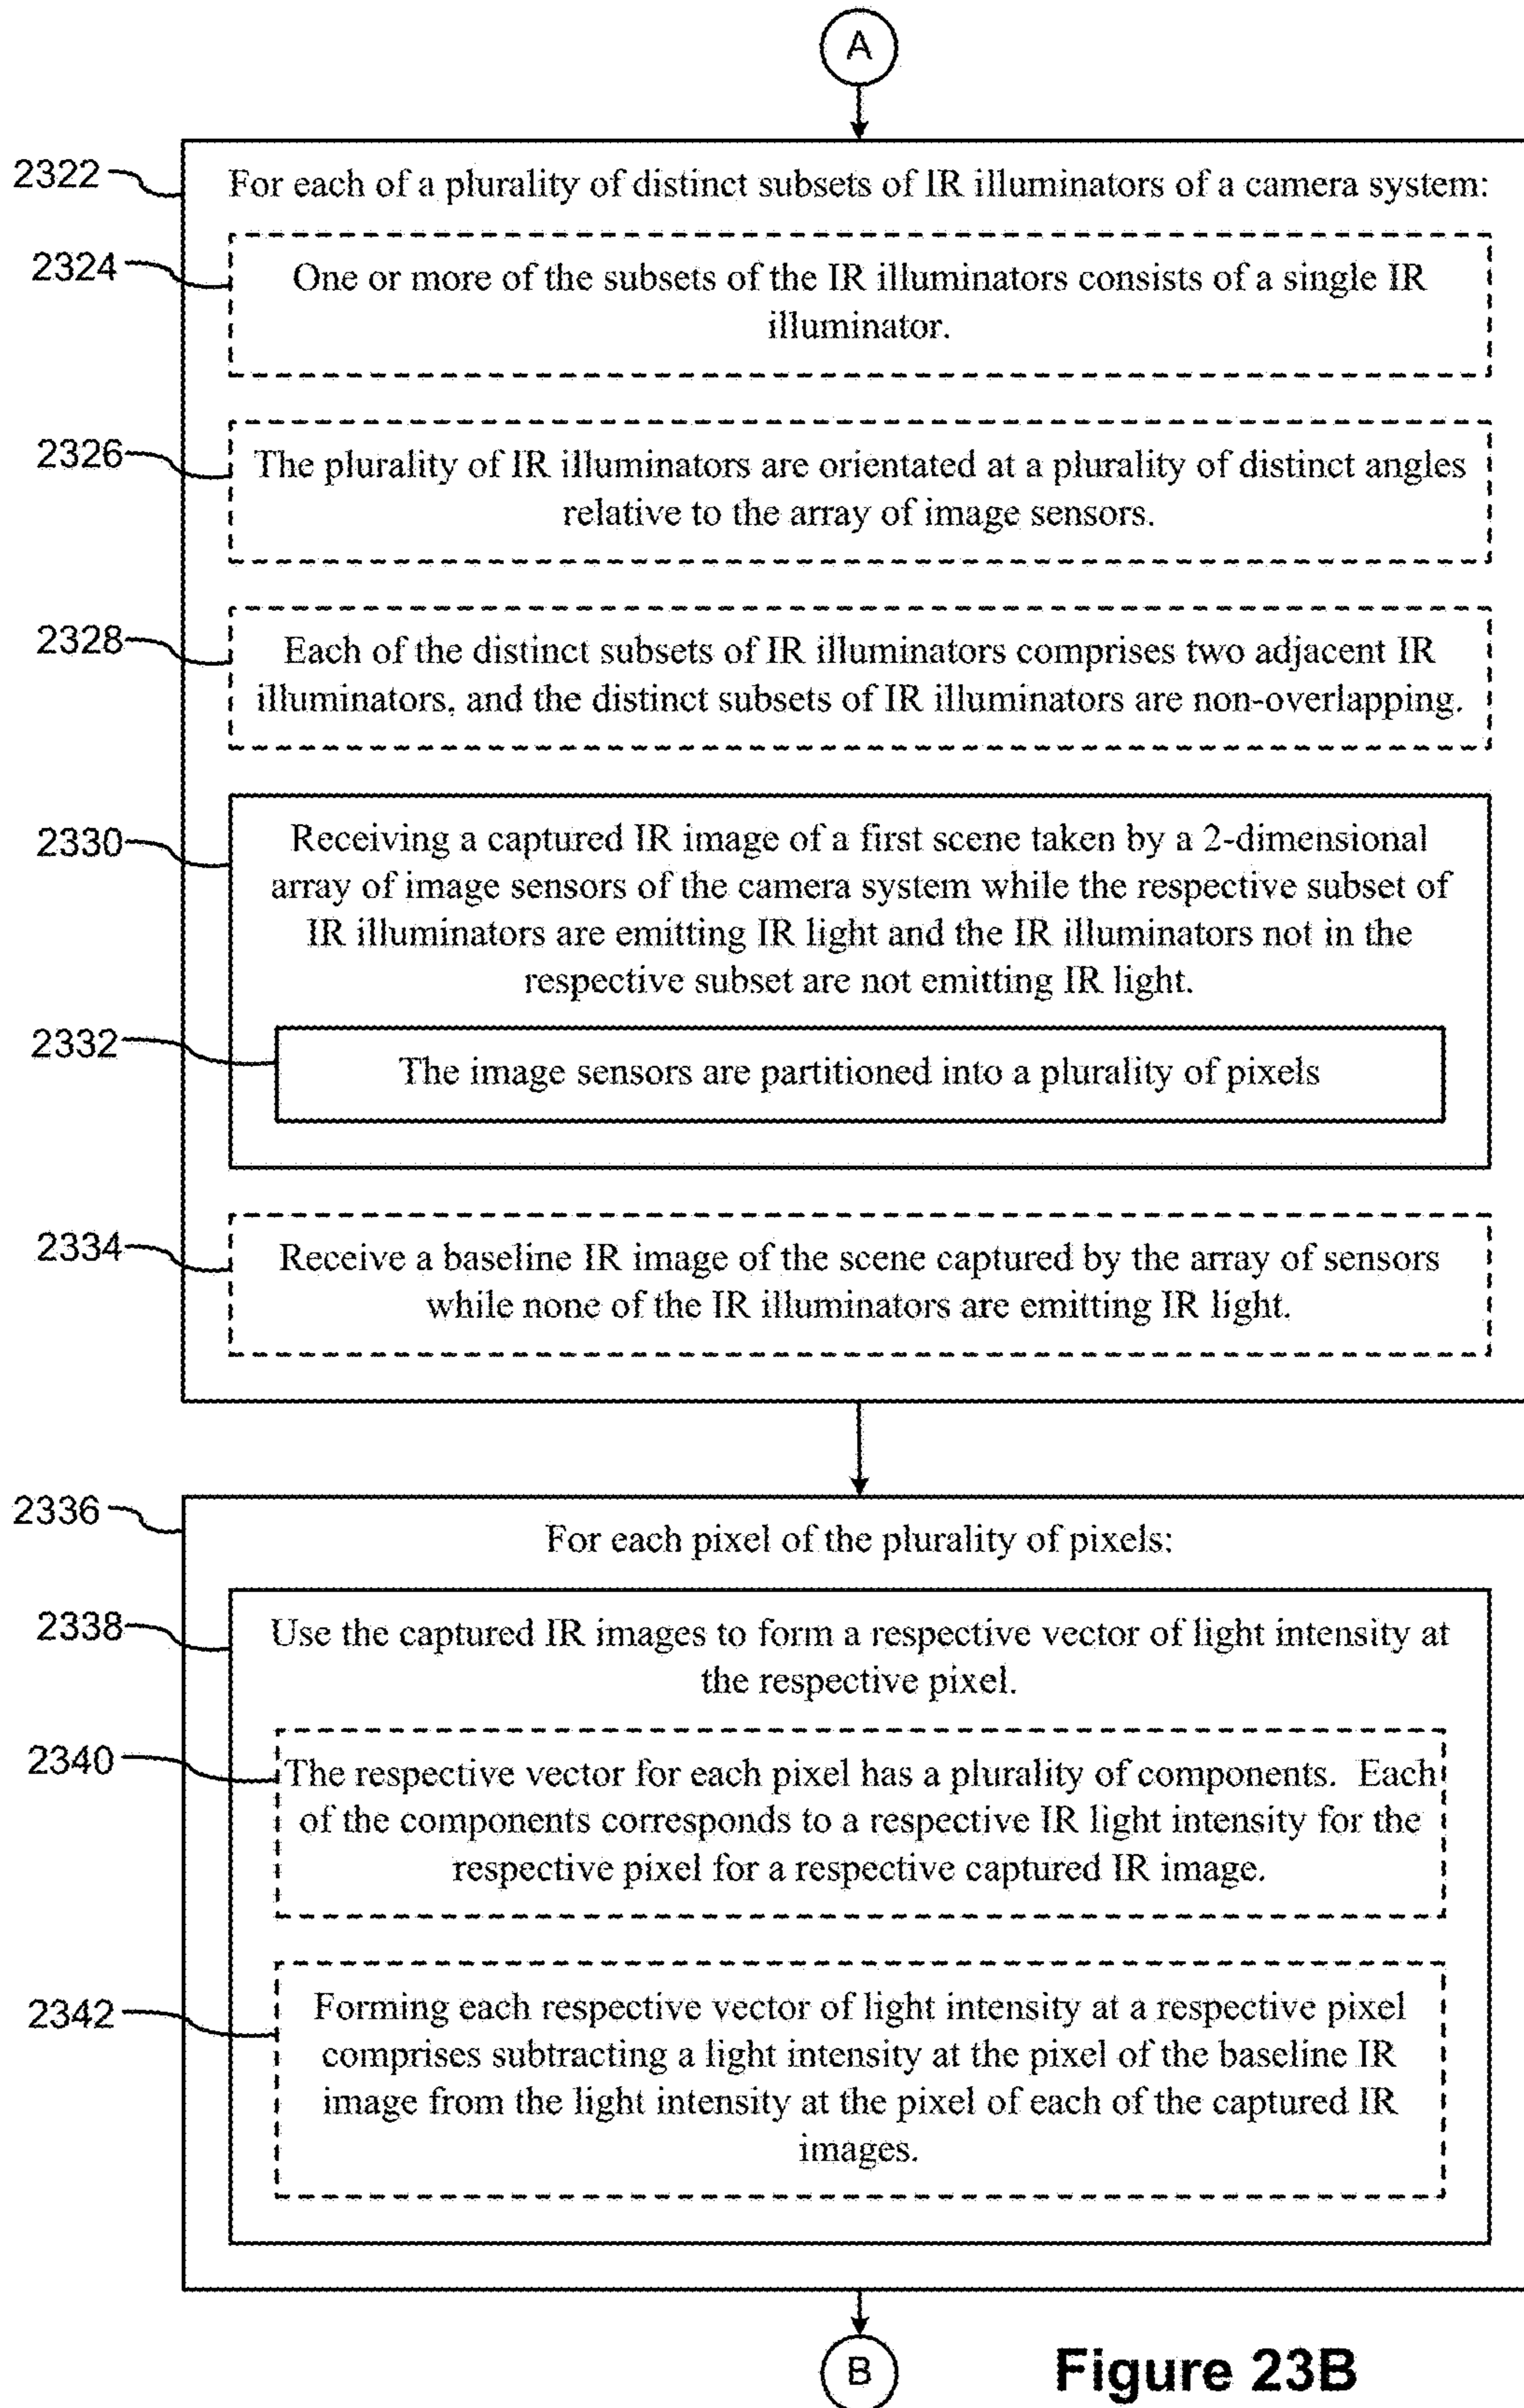 A
2322
For each of a plurality of distinct subsets of IR illuminators of a camera system:
2324
One or more of the subsets of the IR illuminators consists of a single IR
illuminator.
2326
The plurality of IR illuminators are orientated at a plurality of distinct angles
relative to the array of image sensors.
2328
Each of the distinct subsets of IR illuminators comprises two adjacent IR
illuminators, and the distinct subsets of IR illuminators are non-overlapping.
2330
Receiving a captured IR image of a first scene taken by a 2-dimensional
array of image sensors of the camera system while the respective subset of
IR illuminators are emitting IR light and the IR illuminators not in the
respective subset are not emitting IR light.
2332
The image sensors are partitioned into a plurality of pixels
2334
Receive a baseline IR image of the scene captured by the array of sensors
while none of the IR illuminators are emitting IR light.
2336
For each pixel of the plurality of pixels:
2338
Use the captured IR images to form a respective vector of light intensity at
the respective pixel.
2340
The respective vector for each pixel has a plurality of components. Each
of the components corresponds to a respective IR light intensity for the
respective pixel for a respective captured IR image.
2342
Forming each respective vector of light intensity at a respective pixel
comprises subtracting a light intensity at the pixel of the baseline IR
image from the light intensity at the pixel of each of the captured IR
images.
B
Figure 23B